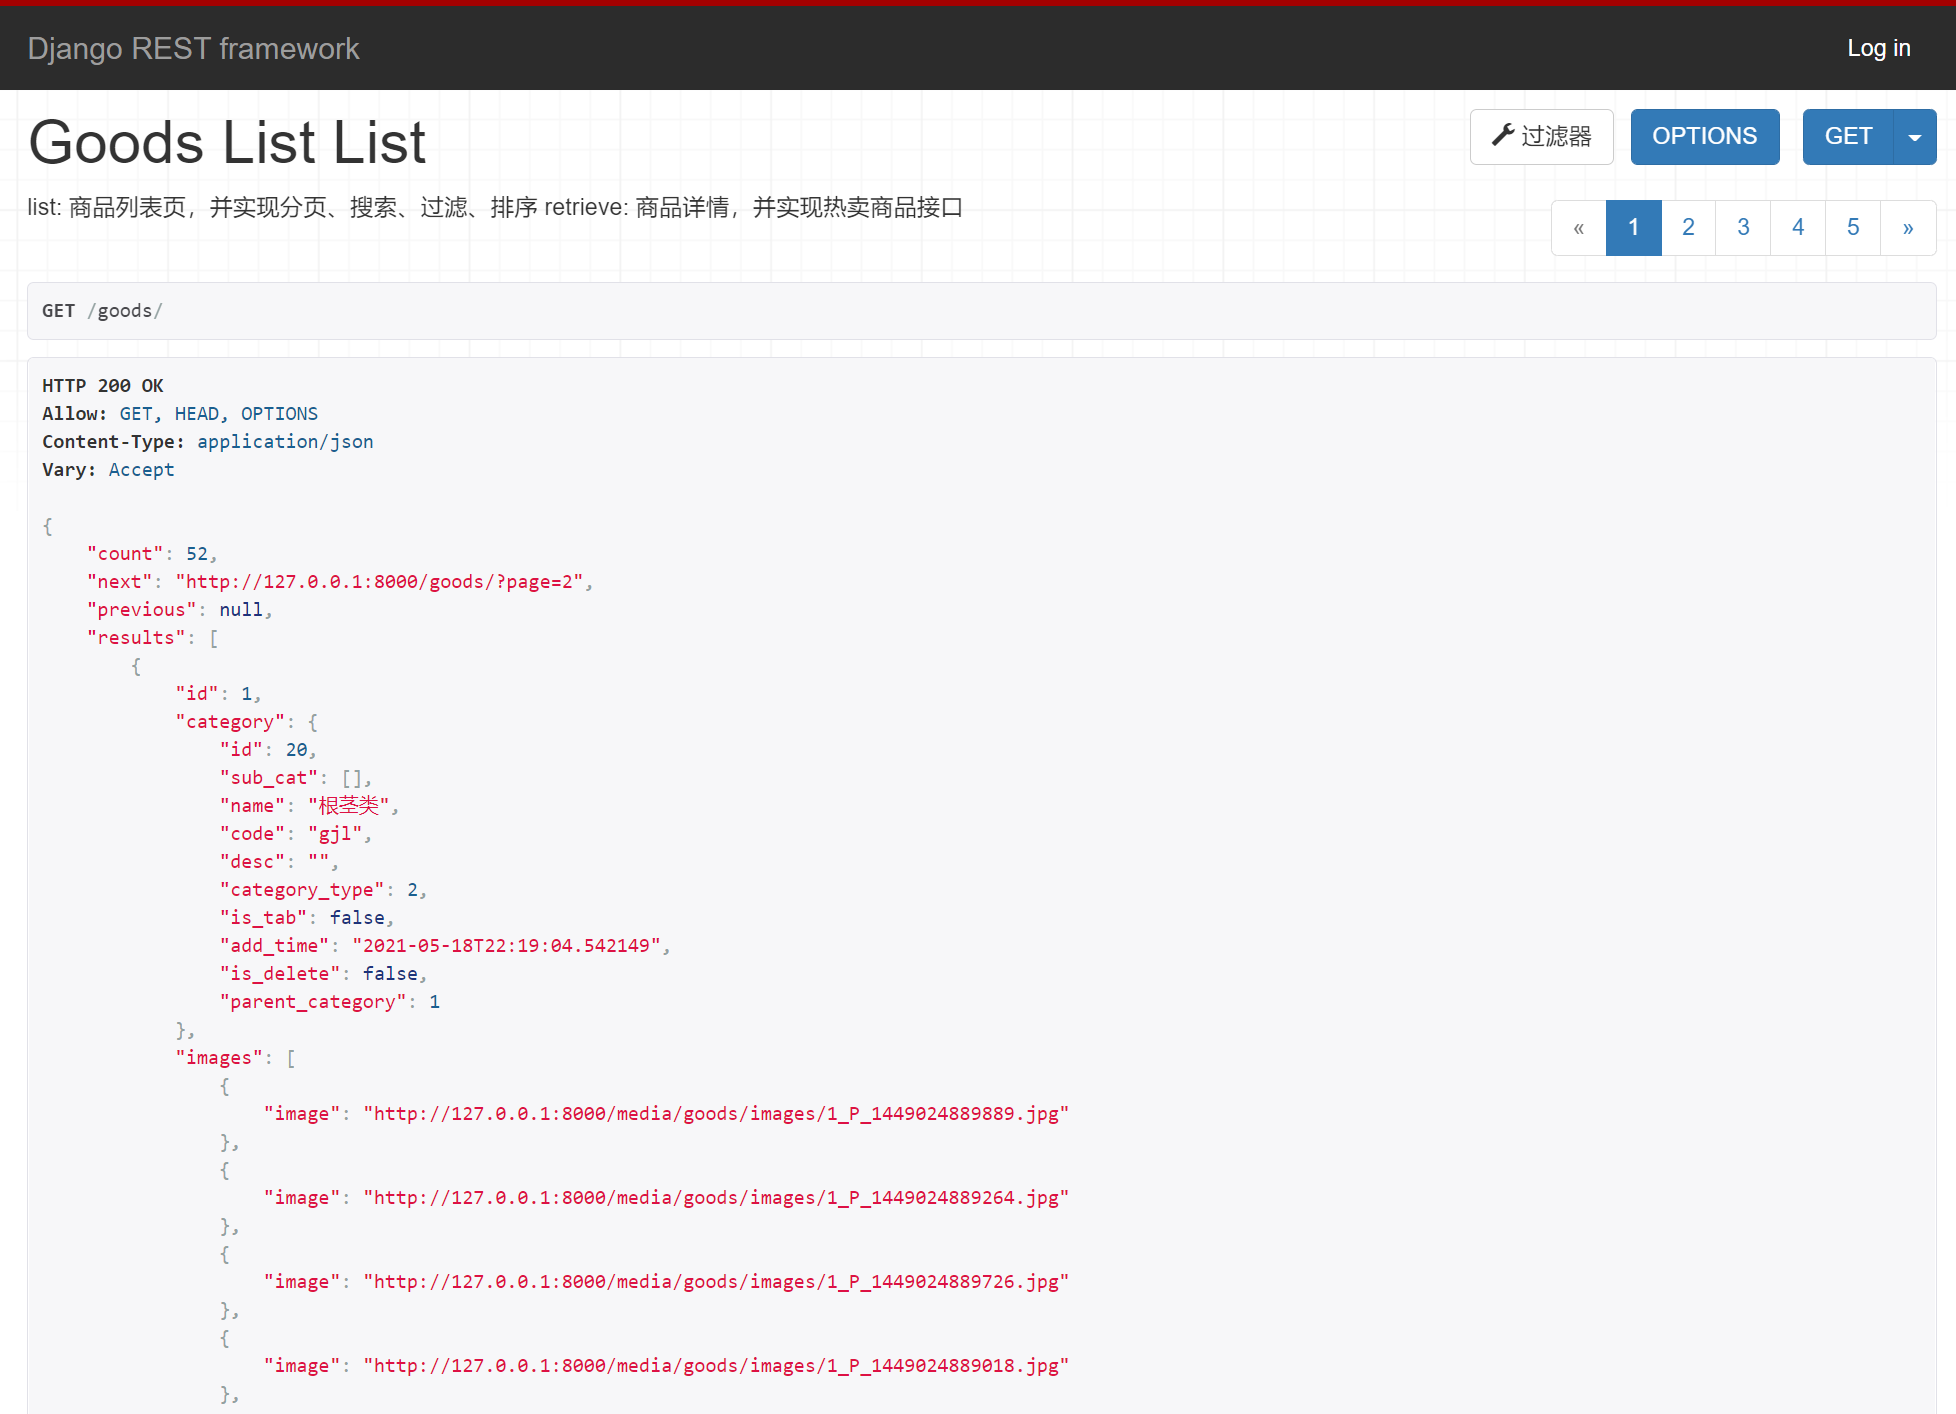 Django REST framework
Log in
Goods List List
过滤器
OPTIONS
GET
list: 商品列表页，并实现分页、搜索、过滤、排序 retrieve: 商品详情，并实现热卖商品接口
« 1 2 3 4 5 »
GET /goods/
HTTP 200 OK
Allow: GET, HEAD, OPTIONS
Content-Type: application/json
Vary: Accept
{
    "count": 52,
    "next": "http://127.0.0.1:8000/goods/?page=2",
    "previous": null,
    "results": [
        {
            "id": 1,
            "category": {
                "id": 20,
                "sub_cat": [],
                "name": "根茎类",
                "code": "gjl",
                "desc": "",
                "category_type": 2,
                "is_tab": false,
                "add_time": "2021-05-18T22:19:04.542149",
                "is_delete": false,
                "parent_category": 1
            },
            "images": [
                {
                    "image": "http://127.0.0.1:8000/media/goods/images/1_P_1449024889889.jpg"
                },
                {
                    "image": "http://127.0.0.1:8000/media/goods/images/1_P_1449024889264.jpg"
                },
                {
                    "image": "http://127.0.0.1:8000/media/goods/images/1_P_1449024889726.jpg"
                },
                {
                    "image": "http://127.0.0.1:8000/media/goods/images/1_P_1449024889018.jpg"
                },